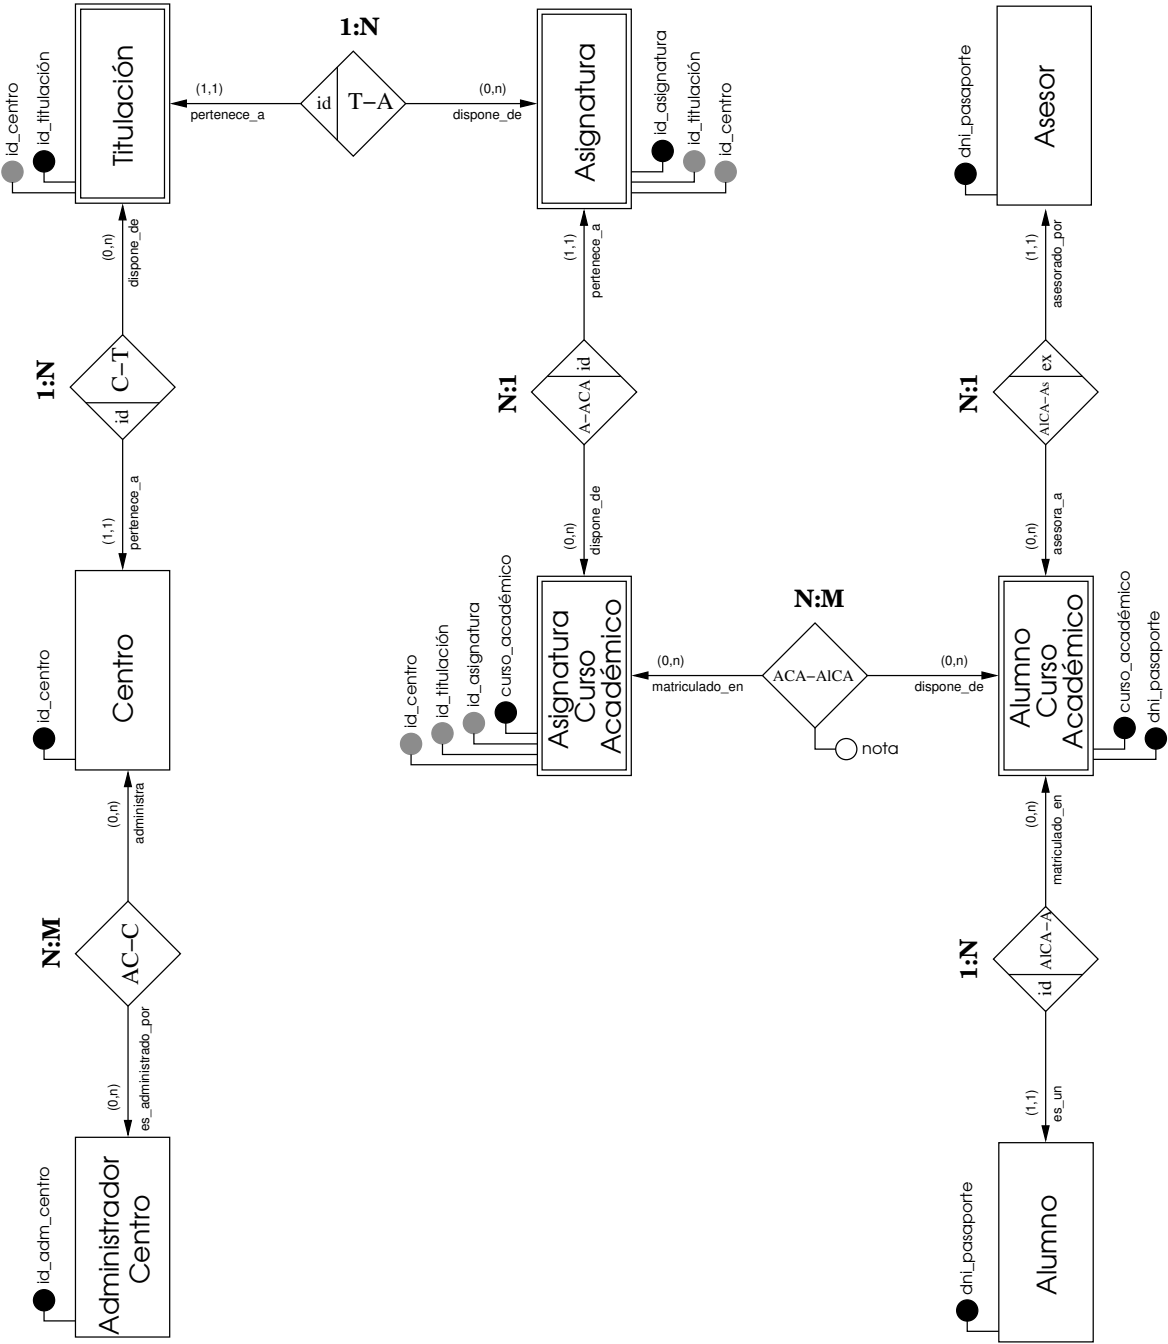 1:N
Titulación
id_centro
id_titulación
(1,1)
pertenece_a
id
T–A
(0,n)
dispone_de
Asignatura
id_asignatura
id_titulación
id_centro
dni_pasaporte
Asesor
(0,n)
dispone_de
1:N
C–T
id
(1,1)
pertenece_a
(1,1)
pertenece_a
N:1
id
A–ACA
(0,n)
dispone_de
(1,1)
asesorado_por
N:1
ex
AlCA–As
(0,n)
asesora_a
id_centro
Centro
id_centro
id_titulación
id_asignatura
curso_académico
Asignatura
Curso
Académico
N:M
(0,n)
matriculado_en
ACA–AlCA
(0,n)
dispone_de
nota
Alumno
Curso
Académico
curso_académico
dni_pasaporte
(0,n)
administra
N:M
AC–C
(0,n)
es_administrado_por
id_adm_centro
Administrador
Centro
(0,n)
matriculado_en
1:N
AlCA–A
id
(1,1)
es_un
dni_pasaporte
Alumno